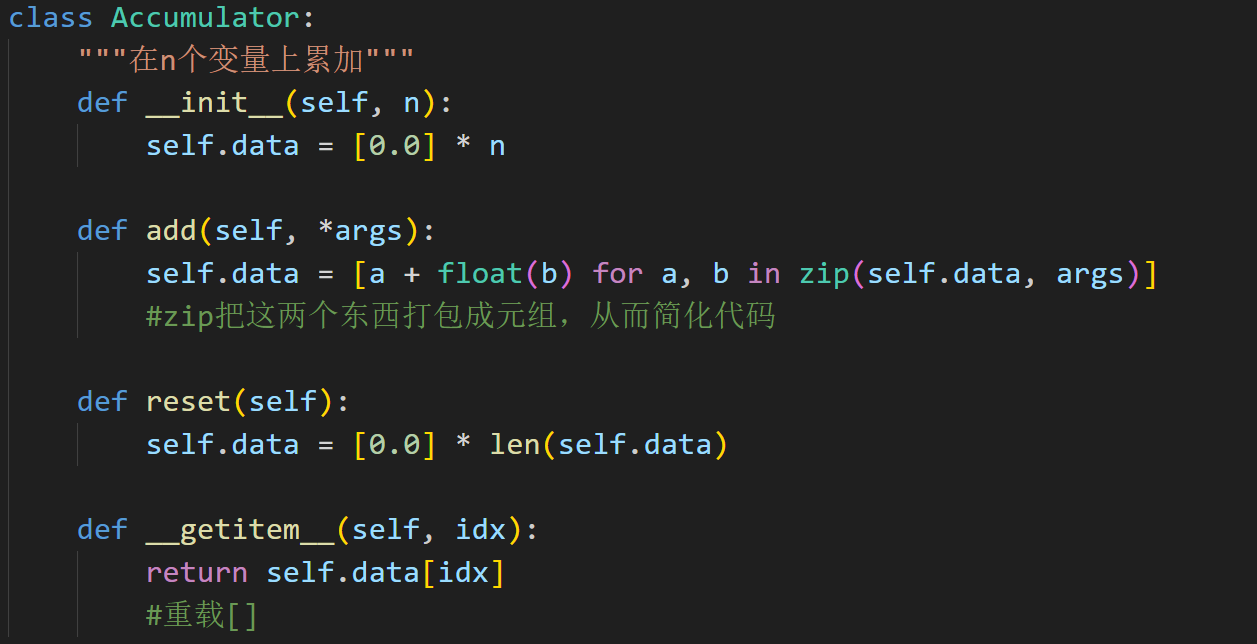 class Accumulator:
    """在n个变量上累加"""
    def __init__(self, n):
        self.data = [0.0] * n
    def add(self, *args):
        self.data = [a + float(b) for a, b in zip(self.data, args)]
        #zip把这两个东西打包成元组，从而简化代码
    def reset(self):
        self.data = [0.0] * len(self.data)
    def __getitem__(self, idx):
        return self.data[idx]
        #重载[]